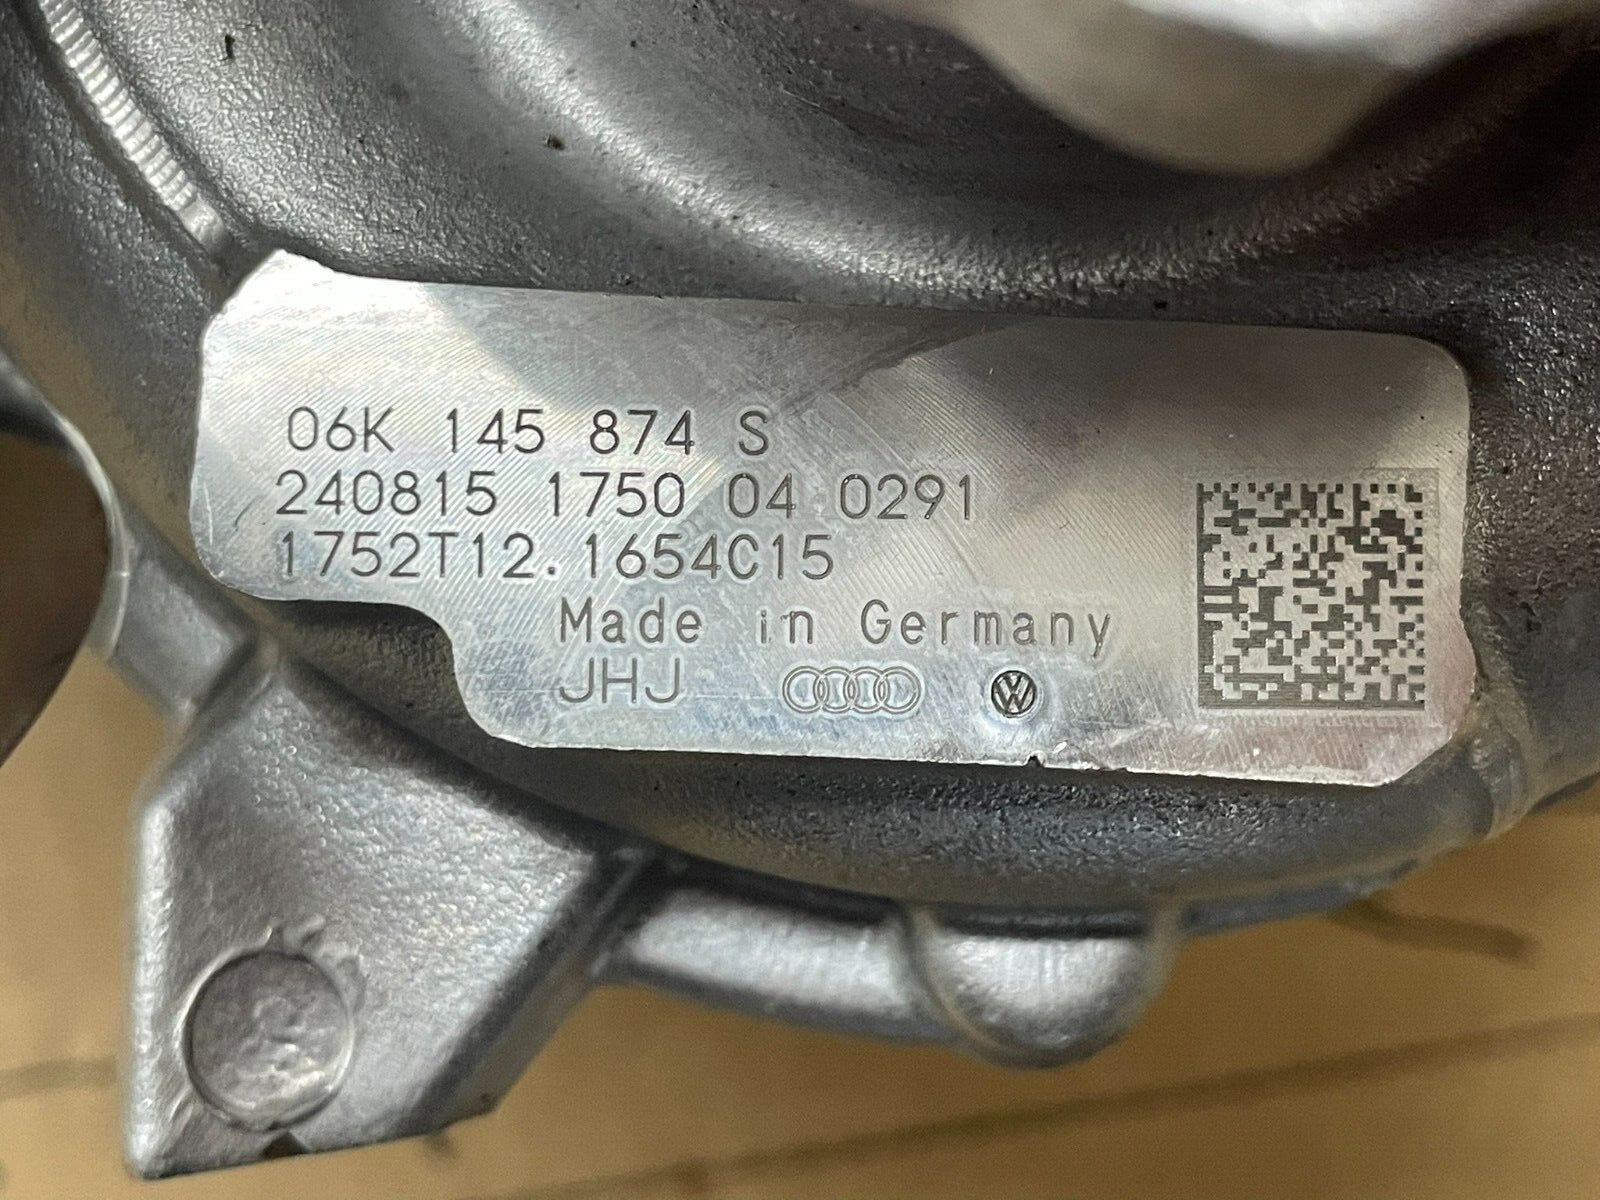 06K 145 874 S
240815 1750 04 0291
1752T12.1654C15
Made in Germany
JHJ